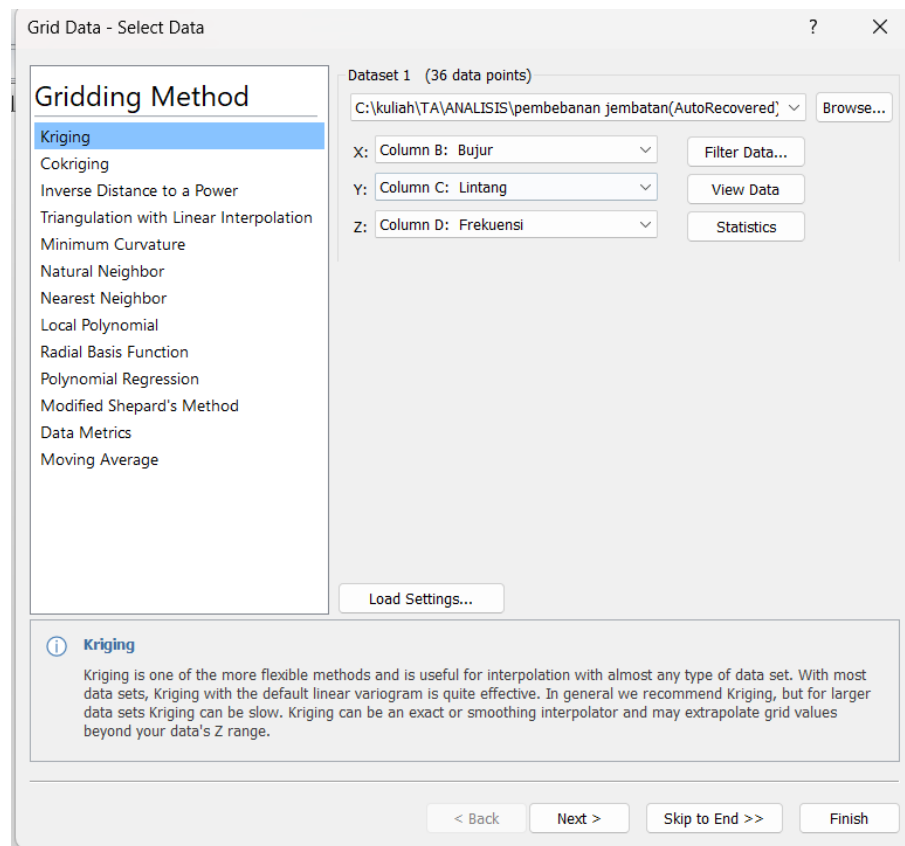 Grid Data - Select Data
?
Gridding Method
Kriging
Cokriging
Inverse Distance to a Power
Triangulation with Linear Interpolation
Minimum Curvature
Natural Neighbor
Nearest Neighbor
Local Polynomial
Radial Basis Function
Polynomial Regression
Modified Shepard's Method
Data Metrics
Moving Average
Dataset 1 (36 data points)
C:\kuliah\TA\ANALISIS\pembebanan jembatan(AutoRecovered)
Browse...
X: Column B: Bujur
Filter Data...
Y: Column C: Lintang
View Data
Z: Column D: Frekuensi
Statistics
Load Settings...
Kriging
Kriging is one of the more flexible methods and is useful for interpolation with almost any type of data set. With most
data sets, Kriging with the default linear variogram is quite effective. In general we recommend Kriging, but for larger
data sets Kriging can be slow. Kriging can be an exact or smoothing interpolator and may extrapolate grid values
beyond your data's Z range.
< Back
Next >
Skip to End >>
Finish